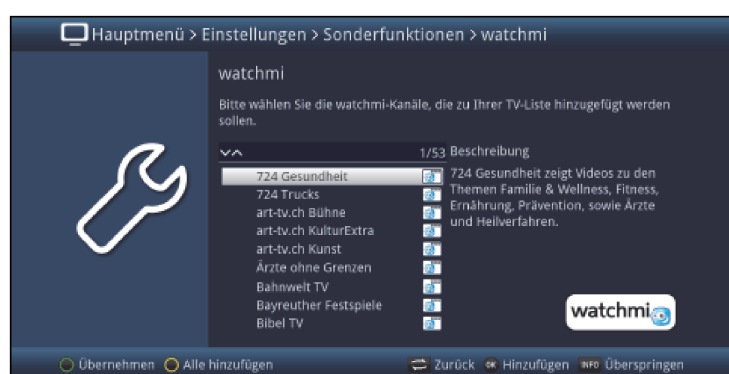 Hauptmenü > Einstellungen > Sonderfunktionen > watchmi
watchmi
Bitte wählen Sie die watchmi-Kanäle, die zu Ihrer TV-Liste hinzugefügt werden
sollen.
1/53 Beschreibung
724 Gesundheit
724 Trucks
art-tv.ch Bühne
art-tv.ch KulturExtra
art-tv.ch Kunst
Ärzte ohne Grenzen
Bahnwelt TV
Bayreuther Festspiele
Bibel TV
724 Gesundheit zeigt Videos zu den
Themen Familie & Wellness, Fitness,
Ernährung, Prävention, sowie Ärzte
und Heilverfahren.
watchmi
Übernehmen Alle hinzufügen Zurück OK Hinzufügen INFO Überspringen